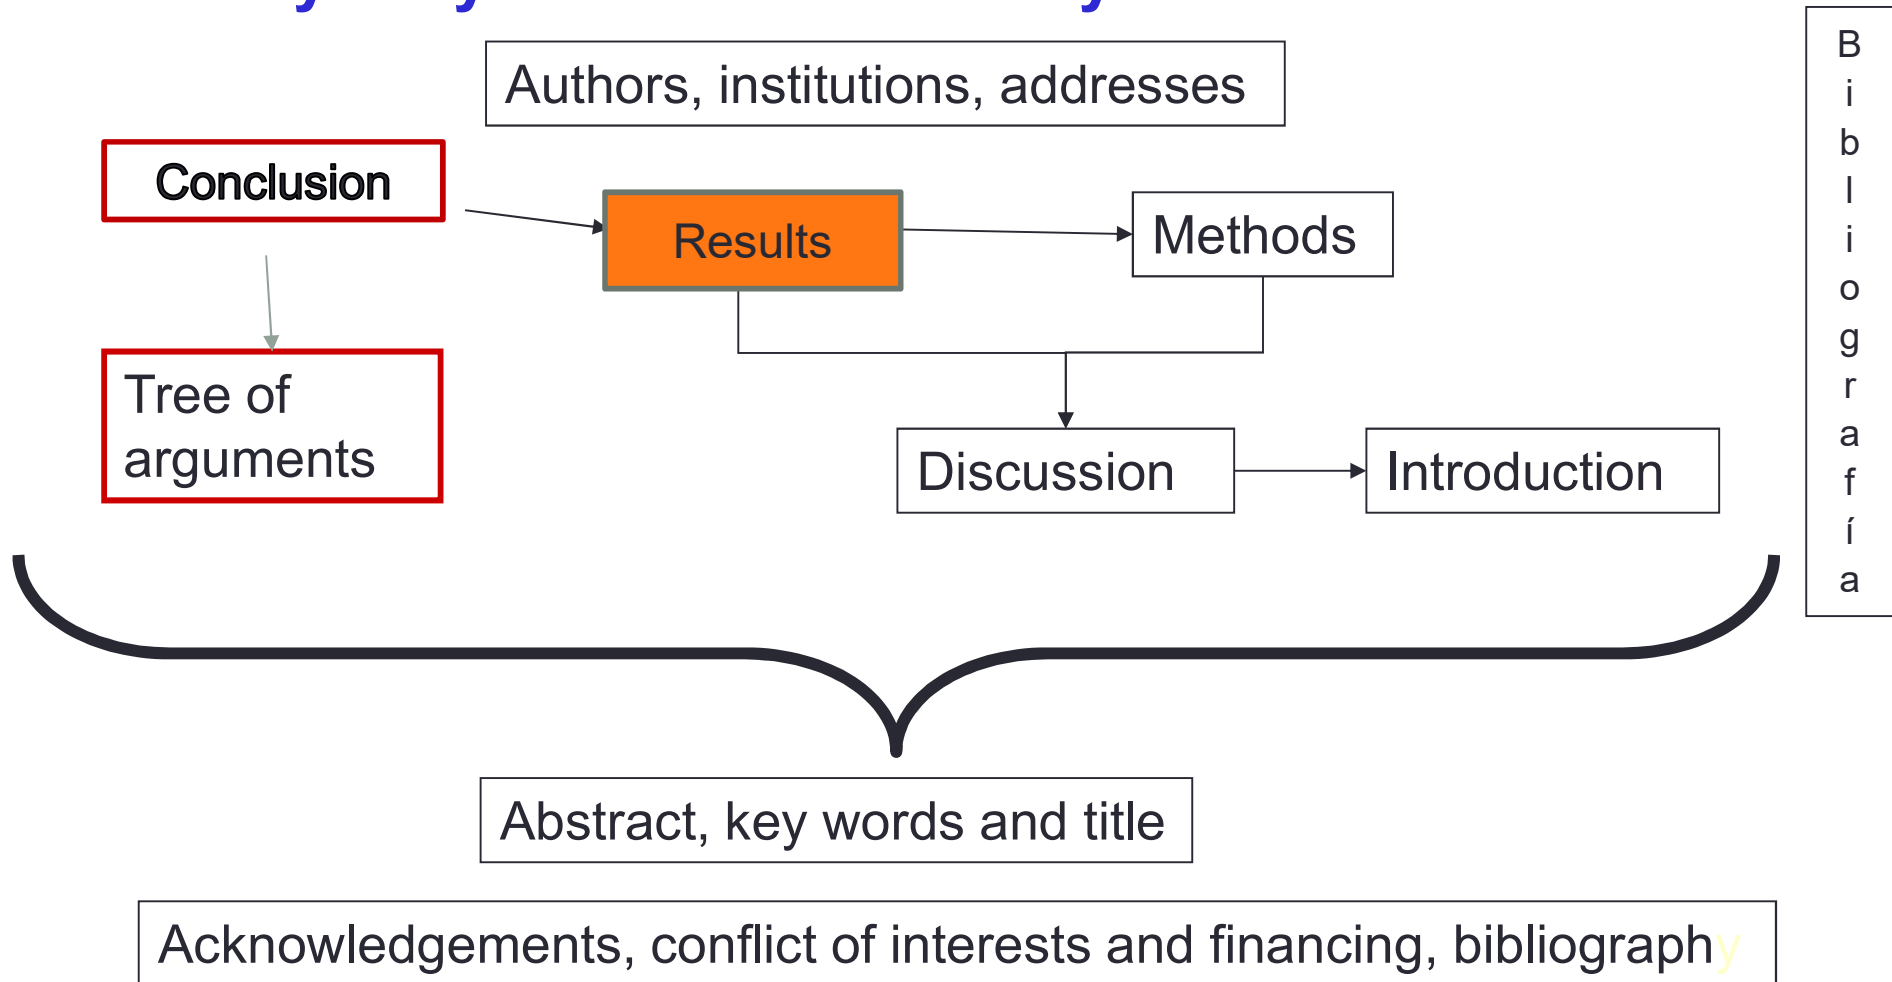 Authors, institutions, addresses
Conclusion
Results
Methods
Tree of
arguments
Discussion
Introduction
Abstract, key words and title
Acknowledgements, conflict of interests and financing, bibliography
B
i
b
l
i
o
g
r
a
f
í
a